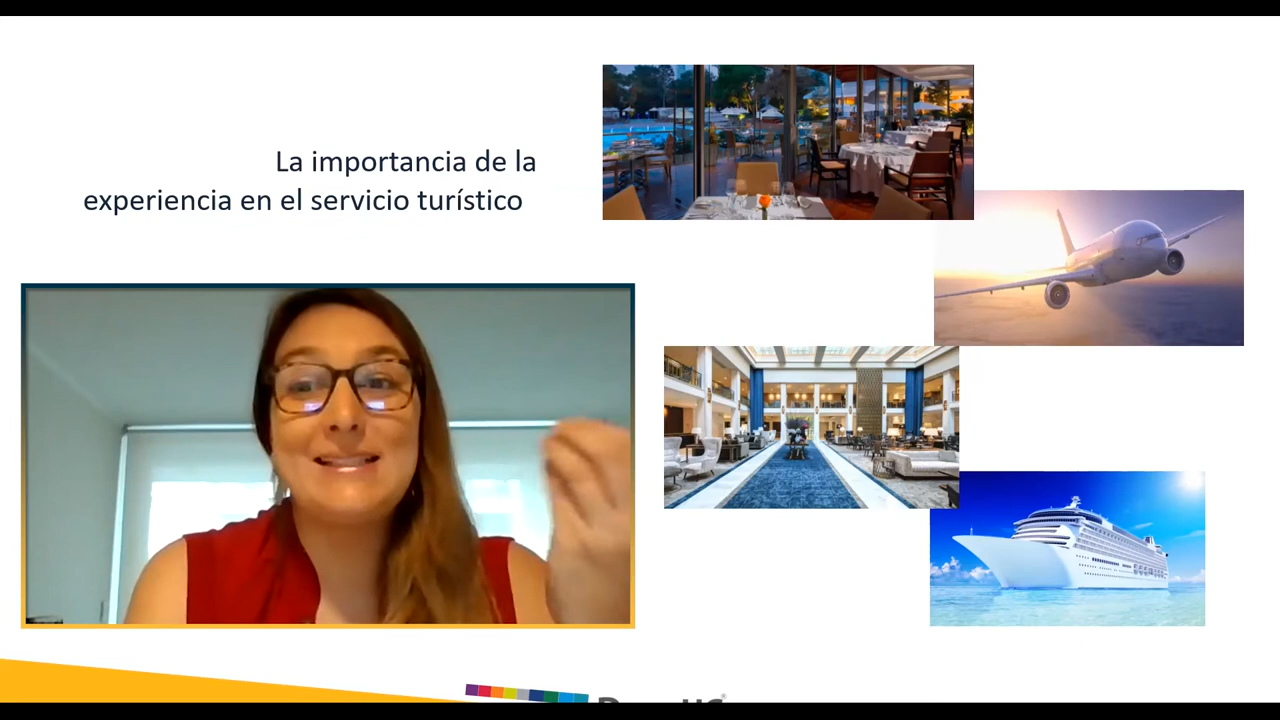 La importancia de la
experiencia en el servicio turístico